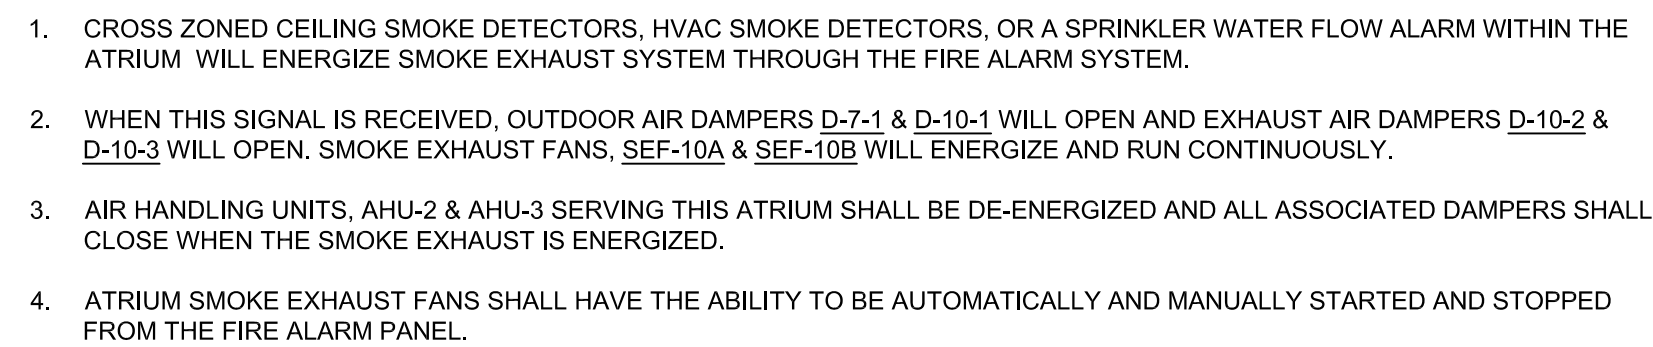 1. CROSS ZONED CEILING SMOKE DETECTORS, HVAC SMOKE DETECTORS, OR A SPRINKLER WATER FLOW ALARM WITHIN THE
ATRIUM WILL ENERGIZE SMOKE EXHAUST SYSTEM THROUGH THE FIRE ALARM SYSTEM.
2. WHEN THIS SIGNAL IS RECEIVED, OUTDOOR AIR DAMPERS D-7-1 & D-10-1 WILL OPEN AND EXHAUST AIR DAMPERS D-10-2 &
D-10-3 WILL OPEN. SMOKE EXHAUST FANS, SEF-10A & SEF-10B WILL ENERGIZE AND RUN CONTINUOUSLY.
3. AIR HANDLING UNITS, AHU-2 & AHU-3 SERVING THIS ATRIUM SHALL BE DE-ENERGIZED AND ALL ASSOCIATED DAMPERS SHALL
CLOSE WHEN THE SMOKE EXHAUST IS ENERGIZED.
4. ATRIUM SMOKE EXHAUST FANS SHALL HAVE THE ABILITY TO BE AUTOMATICALLY AND MANUALLY STARTED AND STOPPED
FROM THE FIRE ALARM PANEL.